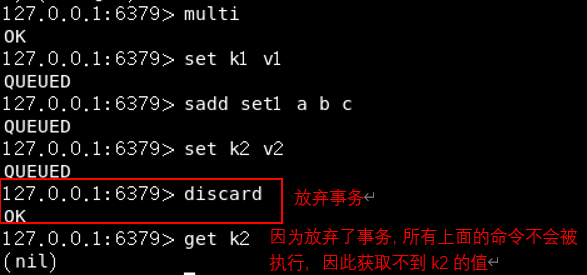 127.0.0.1:6379> multi
OK
127.0.0.1:6379> set k1 v1
QUEUED
127.0.0.1:6379> sadd set1 a b c
QUEUED
127.0.0.1:6379> set k2 v2
QUEUED
127.0.0.1:6379> discard 放弃事务↵
OK
127.0.0.1:6379> get k2 因为放弃了事务, 所有上面的命令不会被
(nil) 执行, 因此获取不到 k2 的值↵